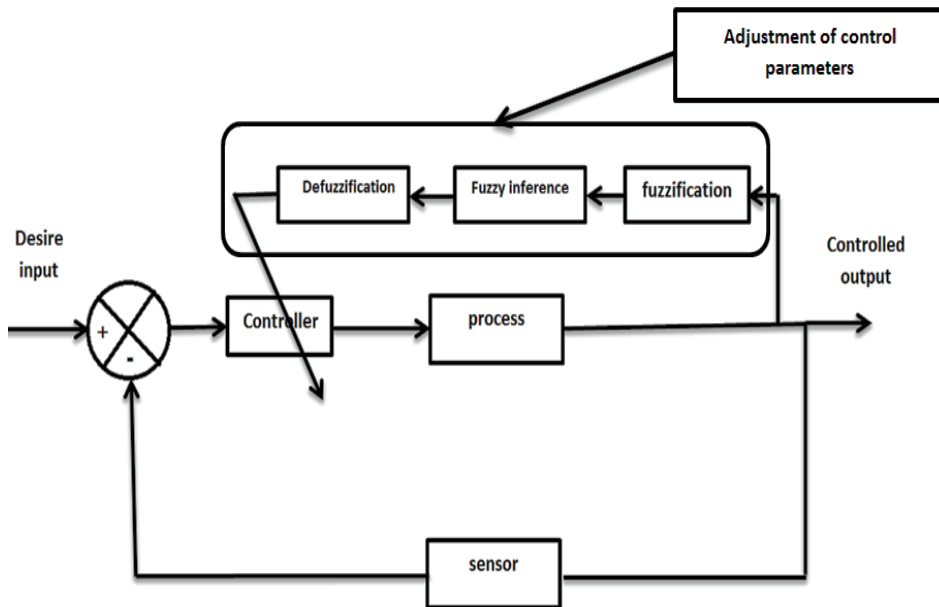 Adjustment of control
parameters
Defuzzification
Fuzzy inference
fuzzification
Desire
input
Controlled
output
+
-
Controller
process
sensor